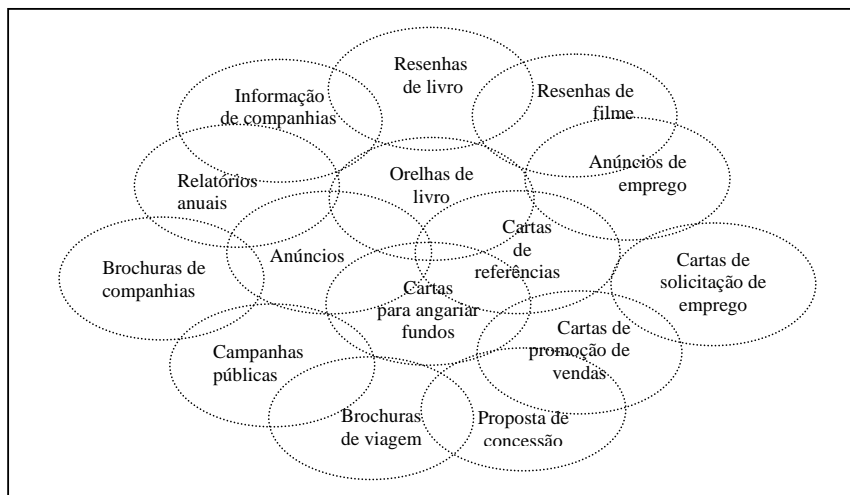 Resenhas
de livro
Informação
de companhias
Resenhas de
filme
Relatórios
anuais
Orelhas de
livro
Anúncios de
emprego
Anúncios
Cartas
de
referências
Brochuras de
companhias
Cartas de
solicitação de
emprego
Cartas
para angariar
fundos
Campanhas
públicas
Cartas de
promoção de
vendas
Brochuras
de viagem
Proposta de
concessão